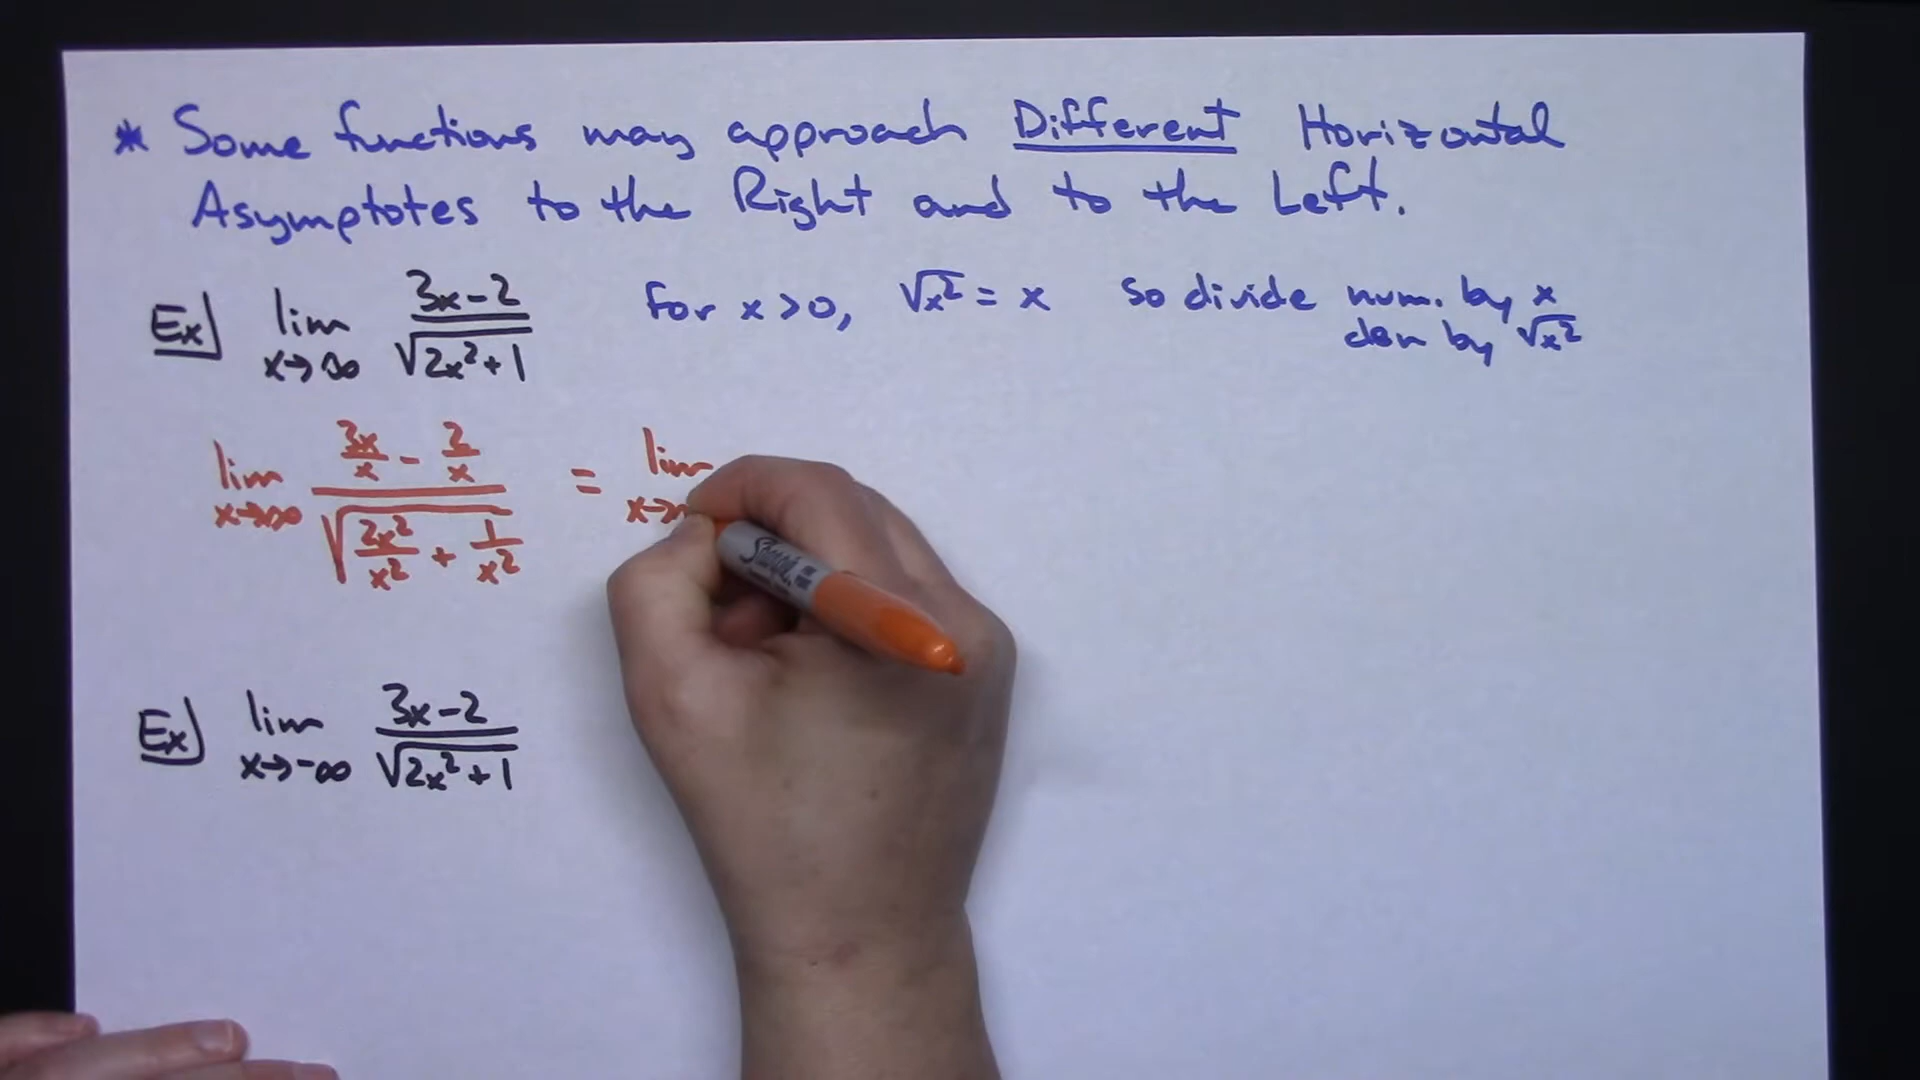 * Some functions may approach Different Horizontal
Asymptotes to the Right and to the Left.
Ex] lim x→∞ (3x-2)/√(2x²+1) For x>0, √x² = x So divide num. by x
den by √x²
lim x→∞ (3x/x - 2/x)/√(2x²/x² + 1/x²) = lim x→
Sharpie
Ex] lim x→-∞ (3x-2)/√(2x²+1)